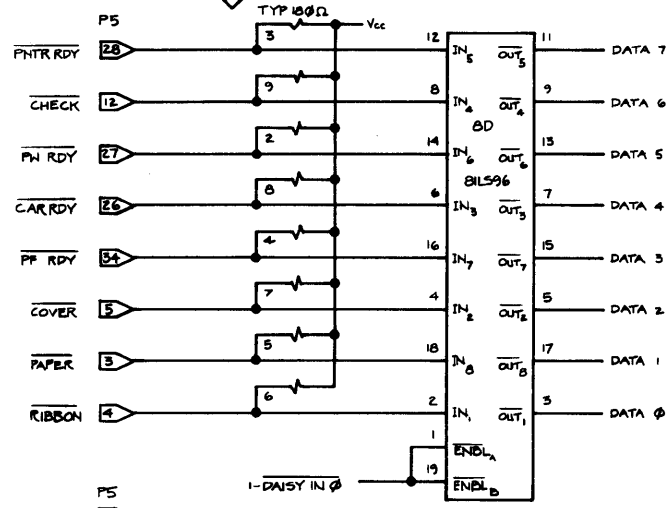 P5 TYP 180Ω Vcc
PNTR RDY 28 3 12 IN5 OUT5 11 DATA 7
CHECK 12 9 8 IN4 OUT4 9 DATA 6
8D
PW RDY 27 2 14 IN6 OUT6 13 DATA 5
81LS96
CAR RDY 26 8 6 IN3 OUT3 7 DATA 4
PF RDY 34 4 16 IN7 OUT7 15 DATA 3
COVER 5 7 4 IN2 OUT2 5 DATA 2
PAPER 3 5 18 IN8 OUT8 17 DATA 1
RIBBON 4 6 2 IN1 OUT1 3 DATA 0
1 ENBLA
1-DAISY IN 0 19 ENBLB
P5